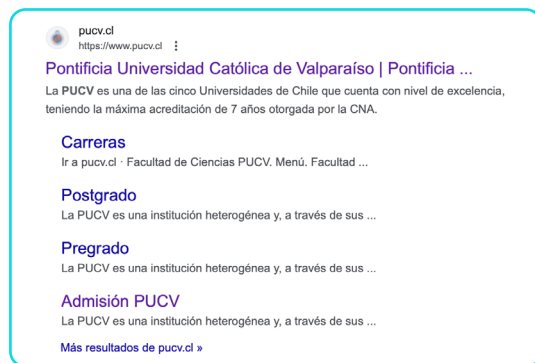 pucv.cl
https://www.pucv.cl
Pontificia Universidad Católica de Valparaíso | Pontificia ...
La PUCV es una de las cinco Universidades de Chile que cuenta con nivel de excelencia,
teniendo la máxima acreditación de 7 años otorgada por la CNA.
Carreras
Ir a pucv.cl · Facultad de Ciencias PUCV. Menú. Facultad ...
Postgrado
La PUCV es una institución heterogénea y, a través de sus ...
Pregrado
La PUCV es una institución heterogénea y, a través de sus ...
Admisión PUCV
La PUCV es una institución heterogénea y, a través de sus ...
Más resultados de pucv.cl »